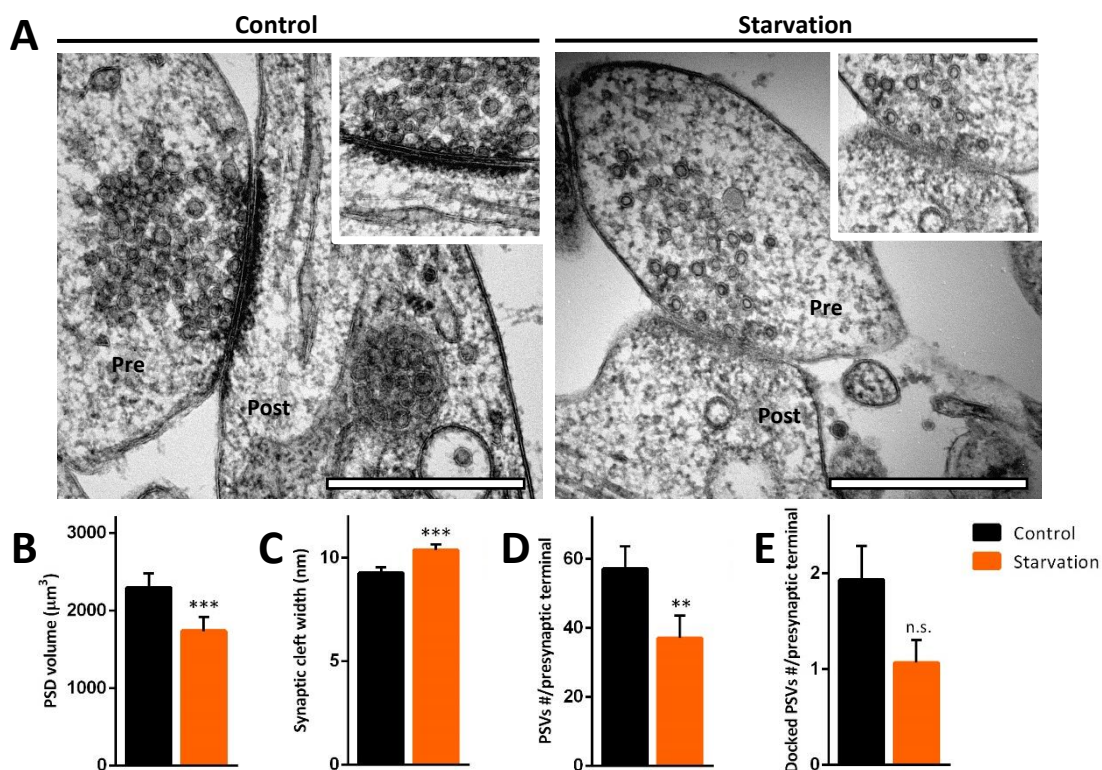 Control
Starvation
A
Pre
Post
Pre
Post
B
PSD volume (μm³)
3000
2000
1000
0
***
C
Synaptic cleft width (nm)
10
5
0
***
D
PSVs #/presynaptic terminal
60
40
20
0
**
E
Docked PSVs #/presynaptic terminal
2
1
0
n.s.
Control
Starvation